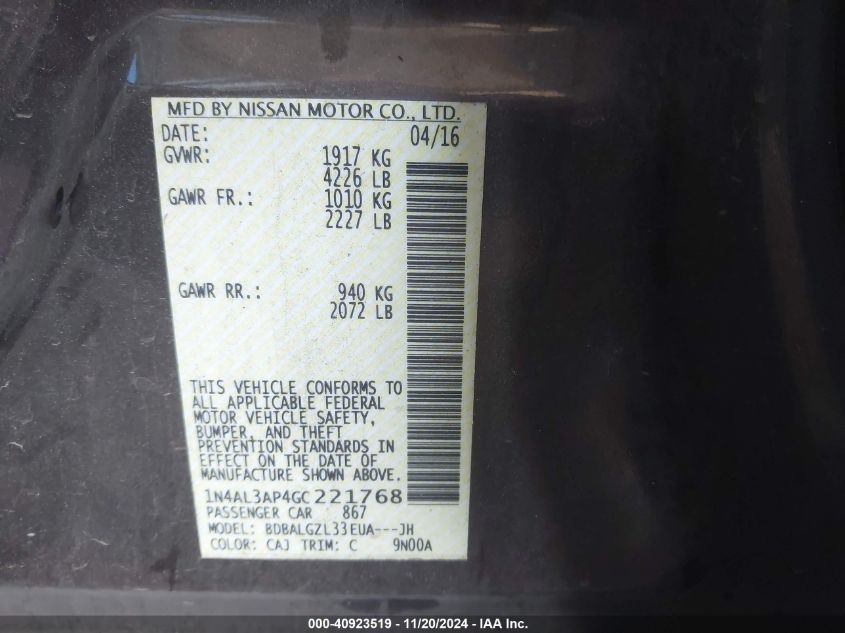 MFD BY NISSAN MOTOR CO., LTD.
DATE: 04/16
GVWR: 1917 KG
4226 LB
GAWR FR.: 1010 KG
2227 LB
GAWR RR.: 940 KG
2072 LB
THIS VEHICLE CONFORMS TO
ALL APPLICABLE FEDERAL
MOTOR VEHICLE SAFETY,
BUMPER, AND THEFT
PREVENTION STANDARDS IN
EFFECT ON THE DATE OF
MANUFACTURE SHOWN ABOVE.
1N4AL3AP4GC221768
PASSENGER CAR 867
MODEL: BDBALGZL33EUA---JH
COLOR: CAJ TRIM: C 9N00A
000-40923519 - 11/20/2024 - IAA Inc.